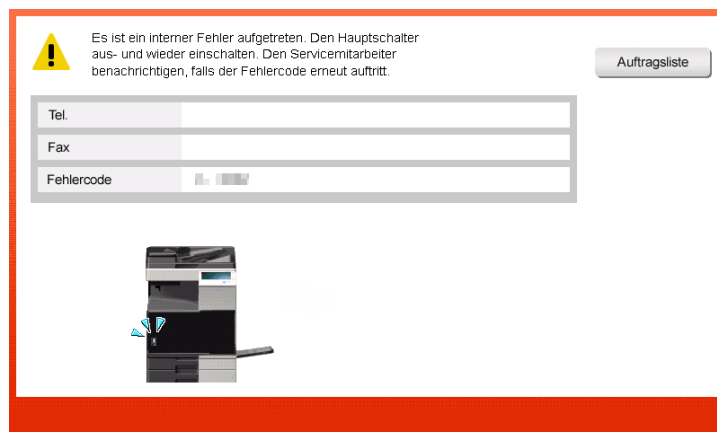 Es ist ein interner Fehler aufgetreten. Den Hauptschalter
aus- und wieder einschalten. Den Servicemitarbeiter
benachrichtigen, falls der Fehlercode erneut auftritt.
Auftragsliste
Tel.
Fax
Fehlercode